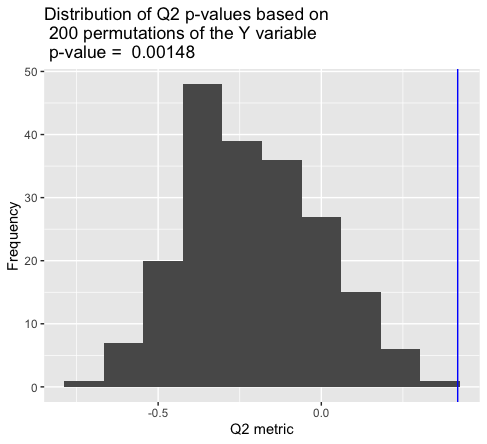 Distribution of Q2 p-values based on
200 permutations of the Y variable
p-value =  0.00148
50
40
30
20
10
0
Frequency
-0.5
0.0
Q2 metric